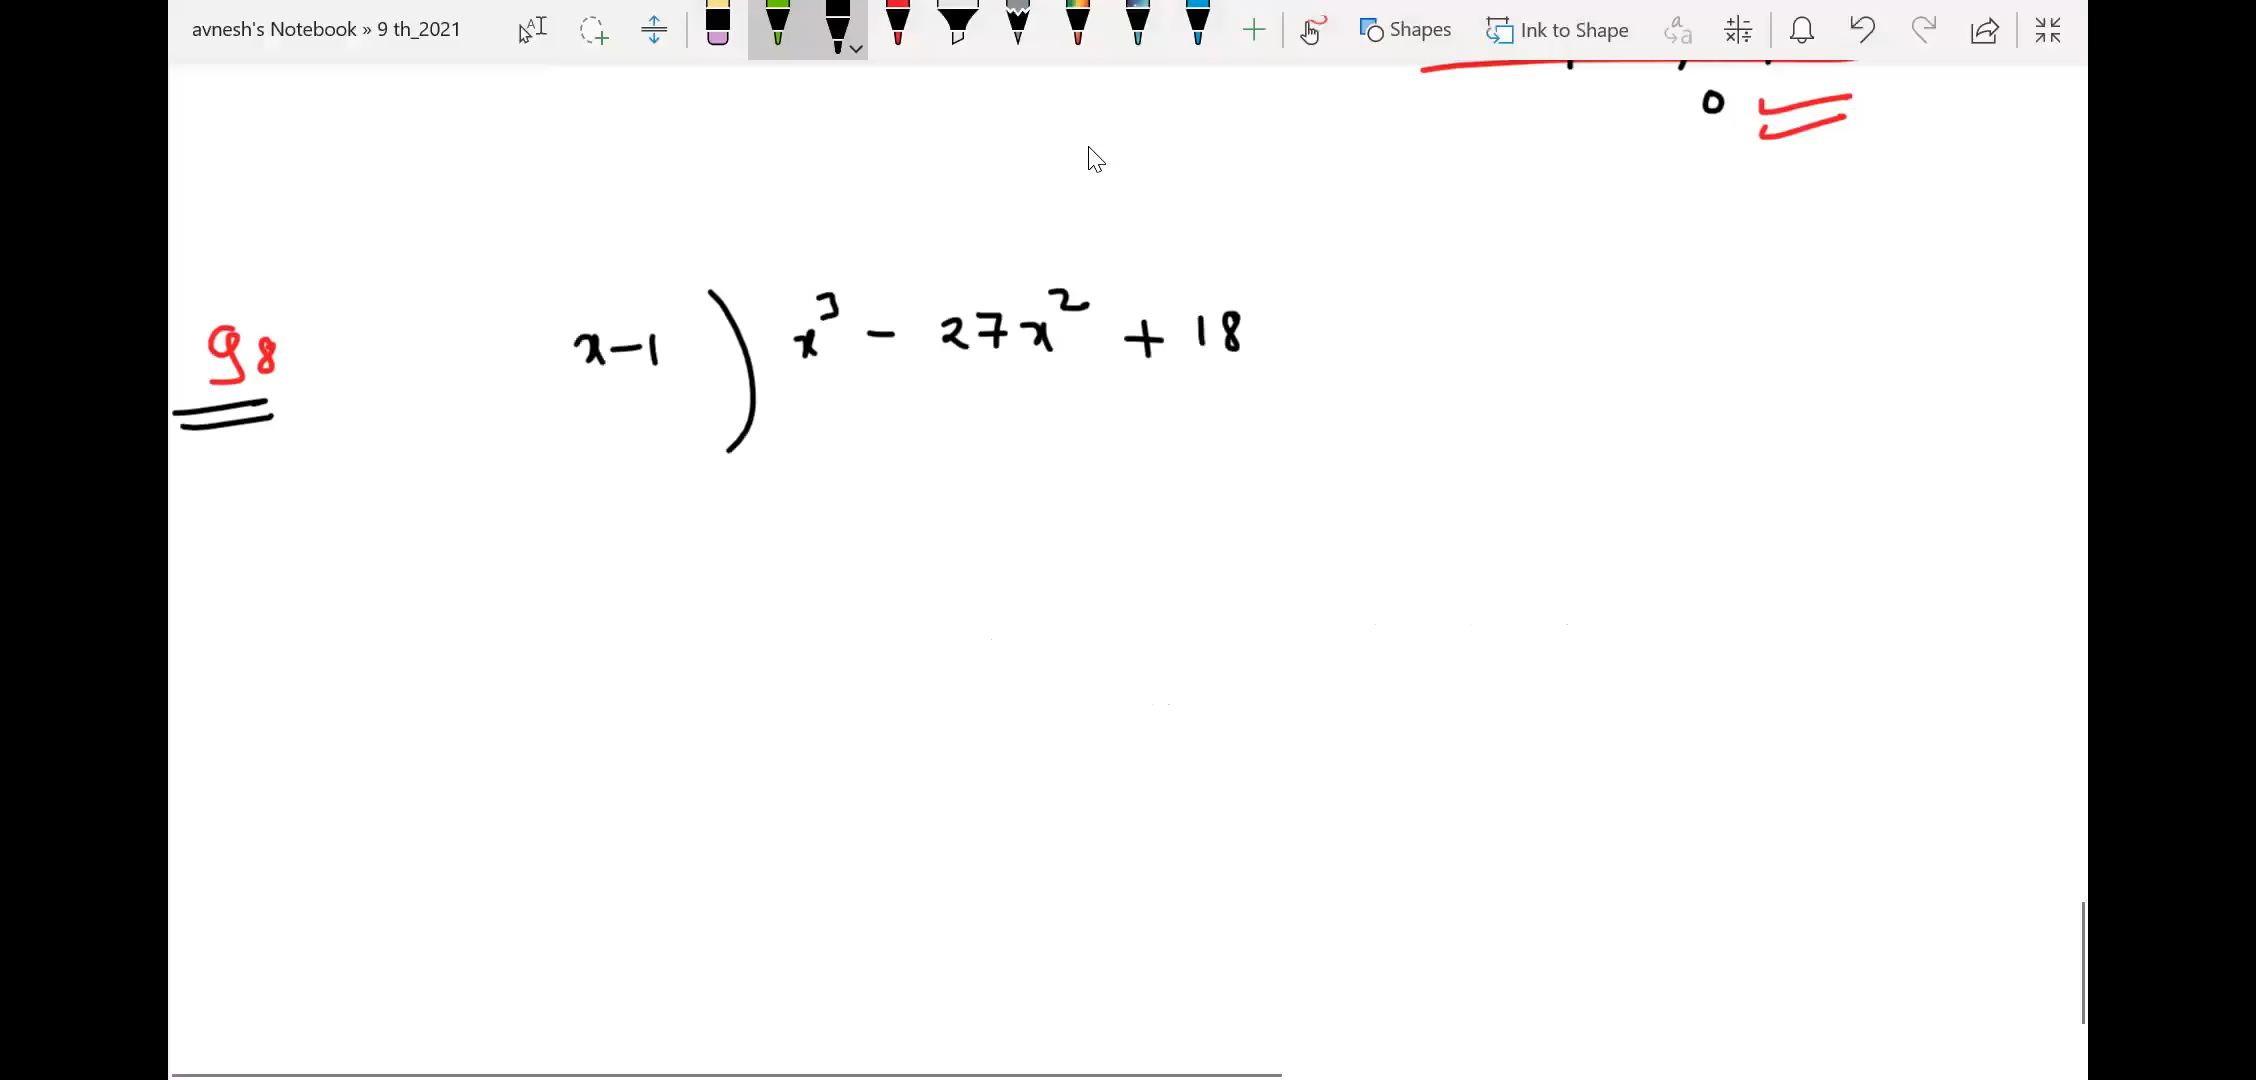 avnesh's Notebook » 9 th_2021
Shapes
Ink to Shape
0
98
x-1 ) x³ - 27x² + 18